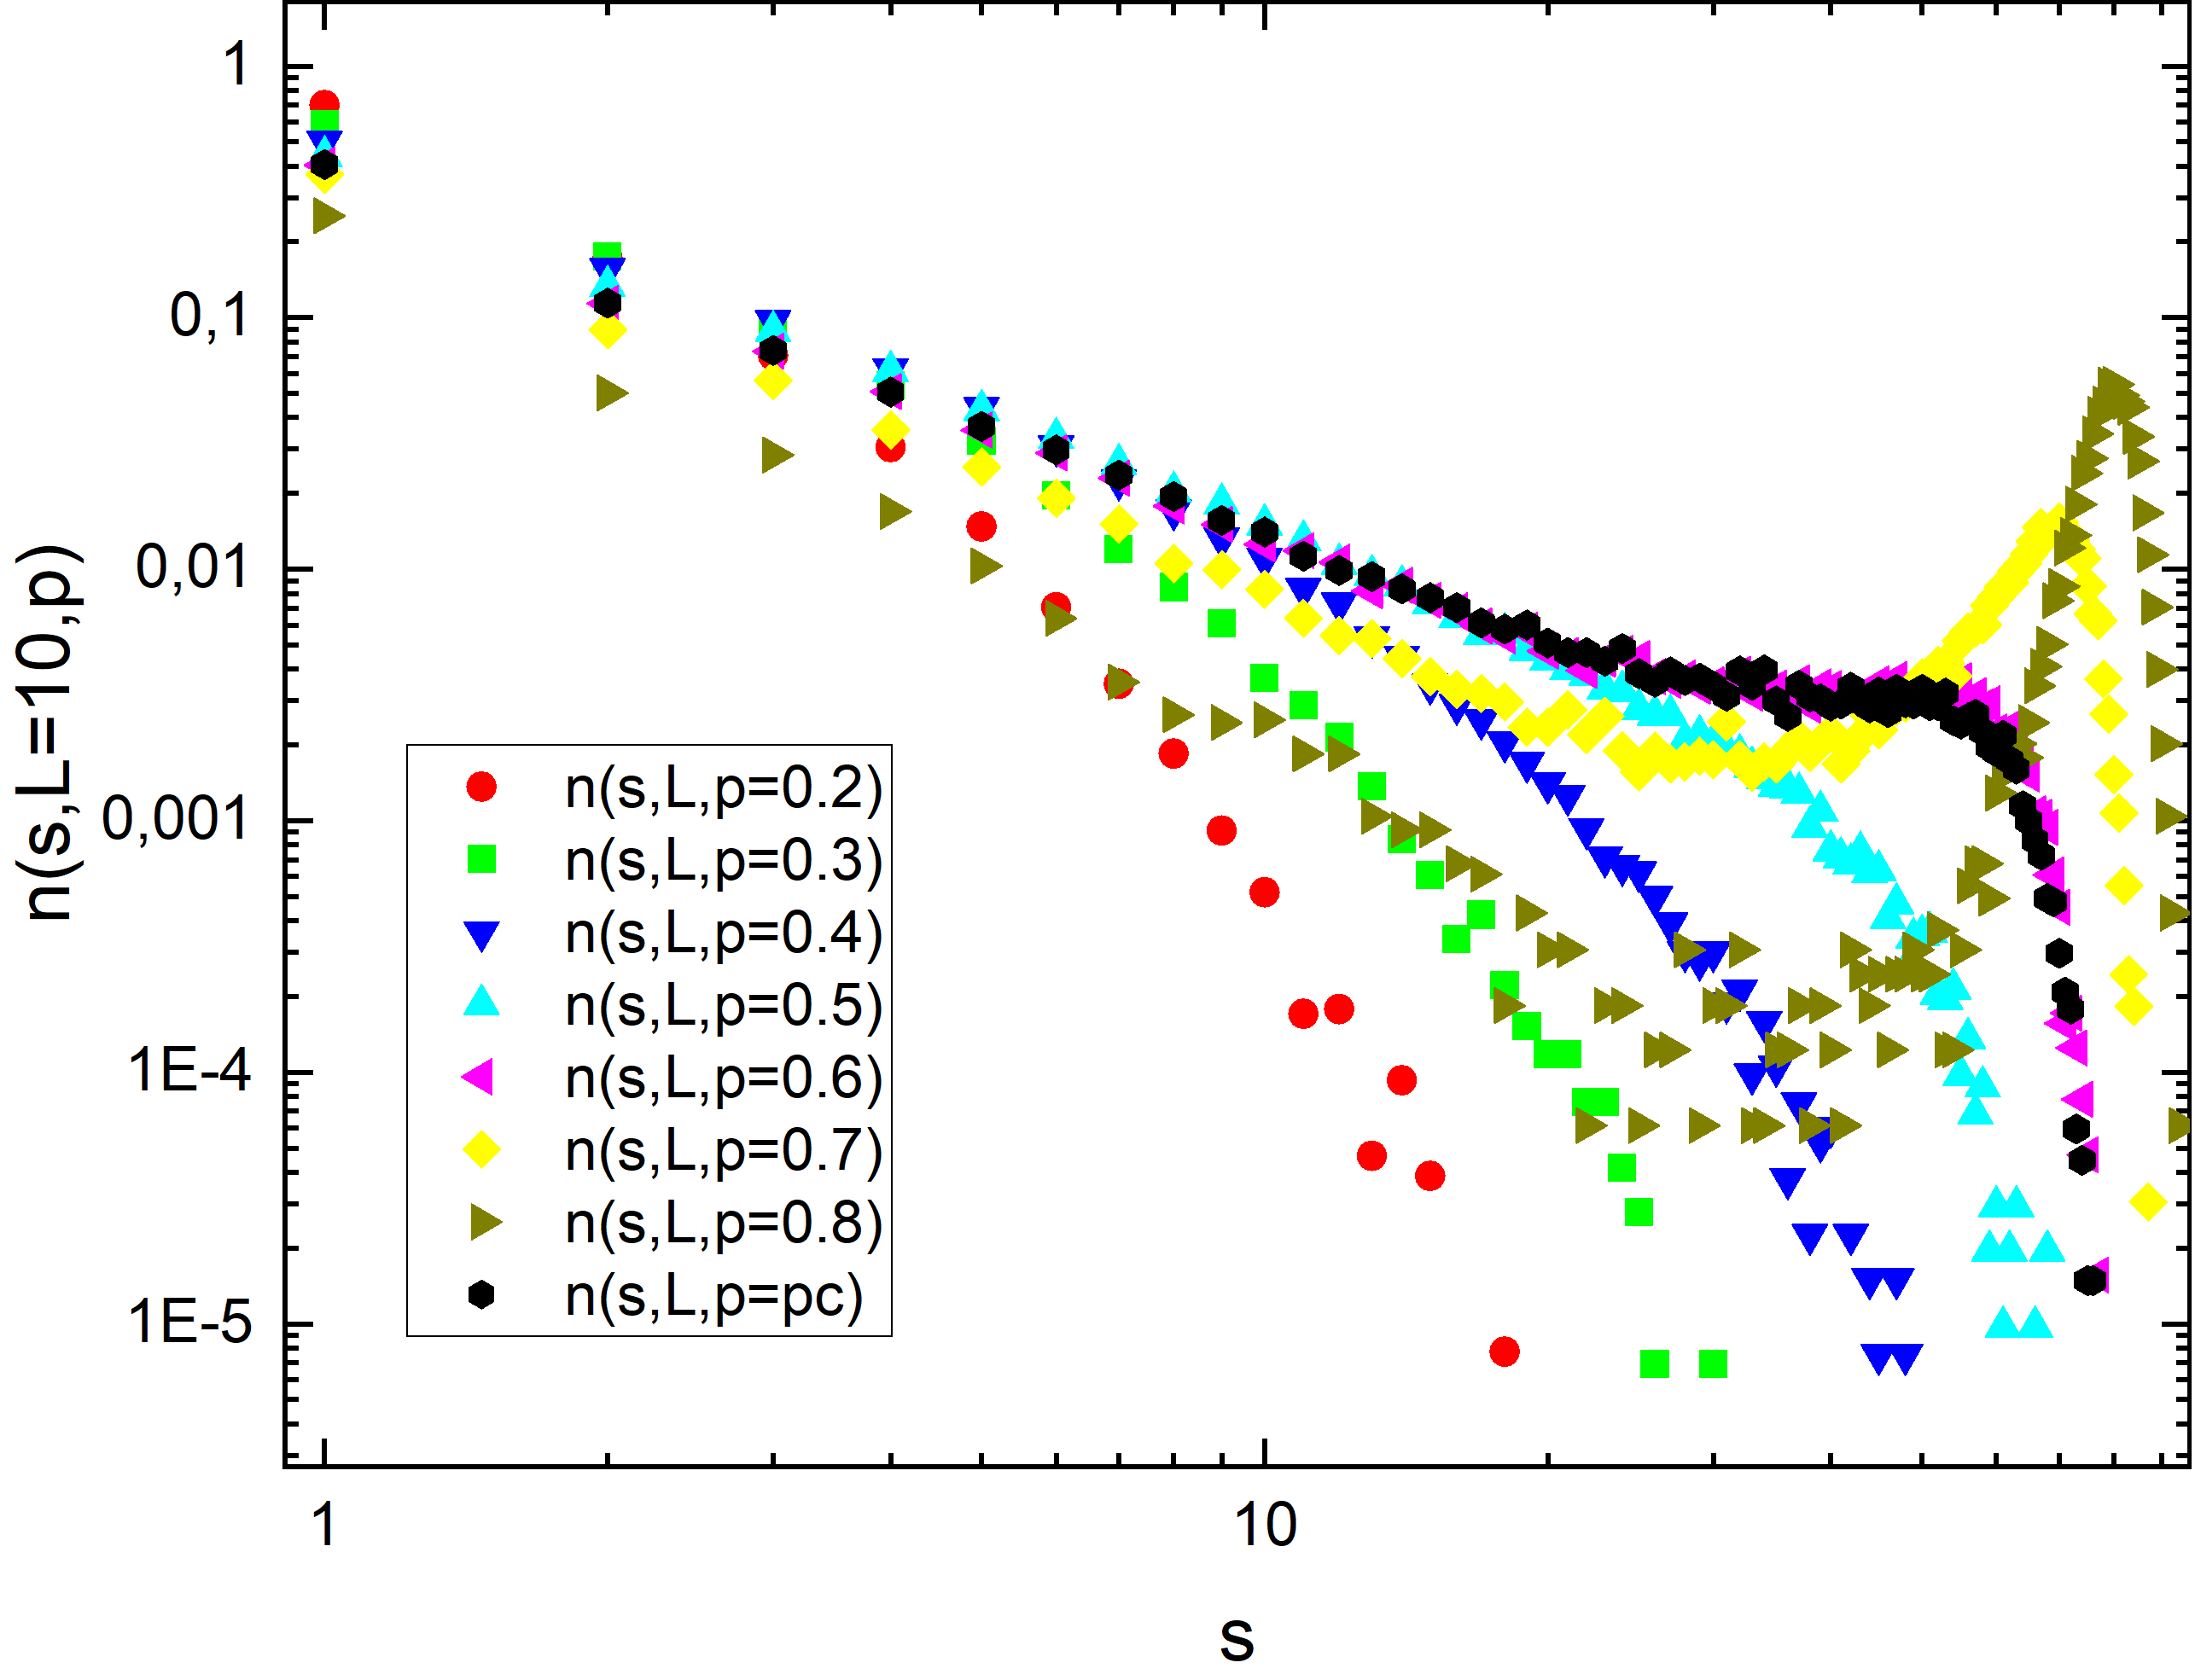 1
0,1
0,01
0,001
1E-4
1E-5
n(s,L=10,p)
n(s,L,p=0.2)
n(s,L,p=0.3)
n(s,L,p=0.4)
n(s,L,p=0.5)
n(s,L,p=0.6)
n(s,L,p=0.7)
n(s,L,p=0.8)
n(s,L,p=pc)
1
10
s